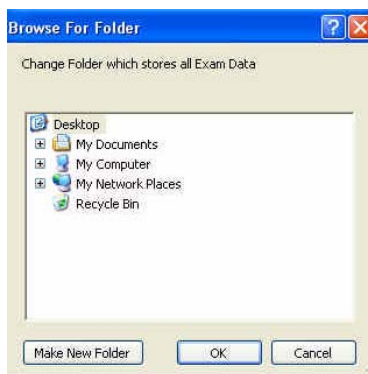 Browse For Folder
Change Folder which stores all Exam Data
Desktop
My Documents
My Computer
My Network Places
Recycle Bin
Make New Folder
OK
Cancel